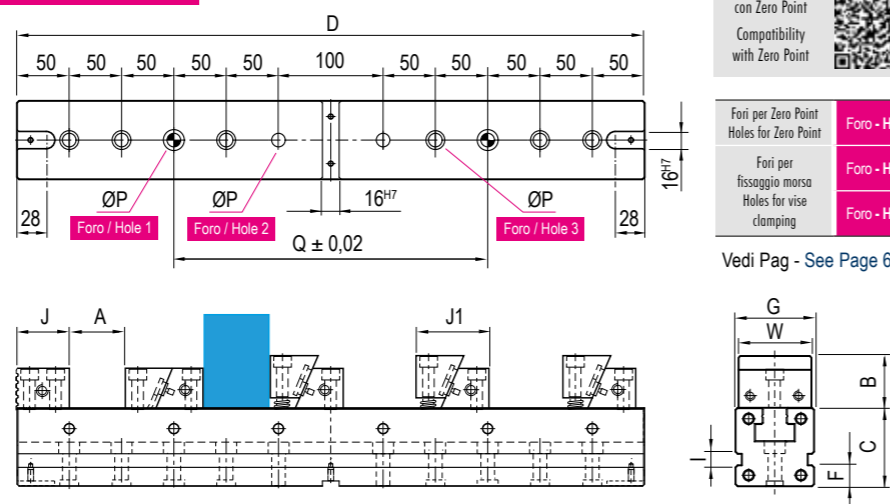 con Zero Point
Compatibility
with Zero Point
D
50 50 50 50 50 100 50 50 50 50 50
Fori per Zero Point
Holes for Zero Point
Foro - H
Fori per
fissaggio morsa
Holes for vise
clamping
Foro - H
Foro - H
16H7
28
ØP
Foro / Hole 1
ØP
Foro / Hole 2
16H7
ØP
Foro / Hole 3
28
Q ± 0,02
Vedi Pag - See Page 6
J A J1
G
W
B
C
I
F